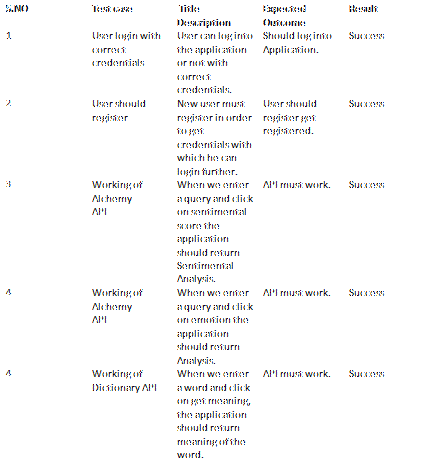 S.NO Test case Title Description Expected Outcome Result
1 User login with correct credentials User can log into the application or not with correct credentials. Should log into Application. Success
2 User should register New user must register in order to get credentials with which he can login further. User should register get registered. Success
3 Working of Alchemy API When we enter a query and click on sentimental score the application should return Sentimental Analysis. API must work. Success
4 Working of Alchemy API When we enter a query and click on emotion the application should return Analysis. API must work. Success
4 Working of Dictionary API When we enter a word and click on get meaning, the application should return meaning of the word. API must work. Success